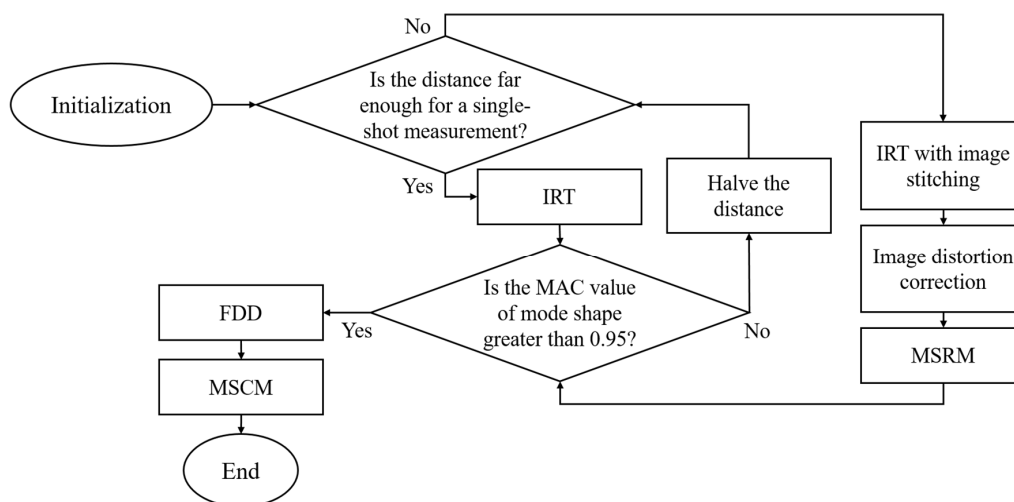 No
Initialization
Is the distance far
enough for a single-
shot measurement?
Yes
IRT
Halve the
distance
IRT with image
stitching
Image distortion
correction
MSRM
Is the MAC value
of mode shape
greater than 0.95?
Yes
No
FDD
MSCM
End